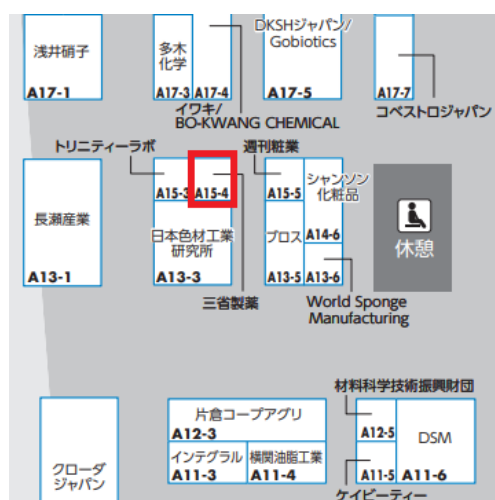 浅井硝子
A17-1
多木
化学
A17-3
A17-4
イワキ/
BO-KWANG CHEMICAL
DKSHジャパン/
Gobiotics
A17-5
A17-7
コベストロジャパン
トリニティーラボ
週刊粧業
長瀬産業
A13-1
A15-3
A15-4
日本色材工業
研究所
A13-3
三省製薬
A15-5
シャンソン
化粧品
プロス
A14-6
A13-5
A13-6
World Sponge
Manufacturing
休憩
クローダ
ジャパン
片倉コープアグリ
A12-3
インテグラル
A11-3
横関油脂工業
A11-4
材料科学技術振興財団
A12-5
DSM
A11-5
A11-6
ケイピーティー